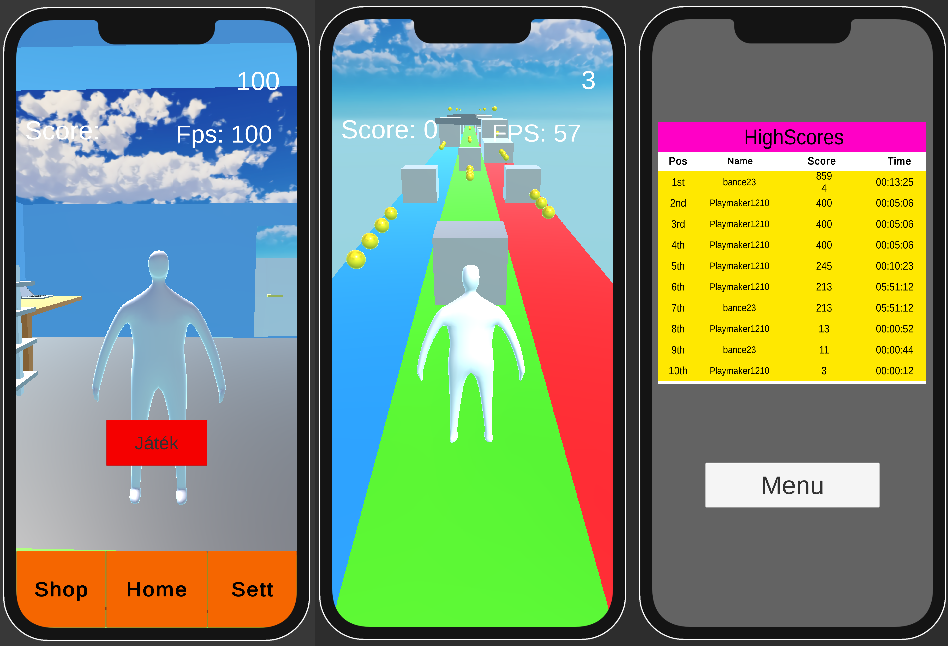 100
Score:
Fps: 100
Játék
Shop Home Sett
3
Score: 0 FPS: 57
HighScores
Pos Name Score Time
1st bance23 8594 00:13:25
2nd Playmaker1210 400 00:05:06
3rd Playmaker1210 400 00:05:06
4th Playmaker1210 400 00:05:06
5th Playmaker1210 245 00:10:23
6th Playmaker1210 213 05:51:12
7th bance23 213 05:51:12
8th Playmaker1210 13 00:00:52
9th bance23 11 00:00:44
10th Playmaker1210 3 00:00:12
Menu